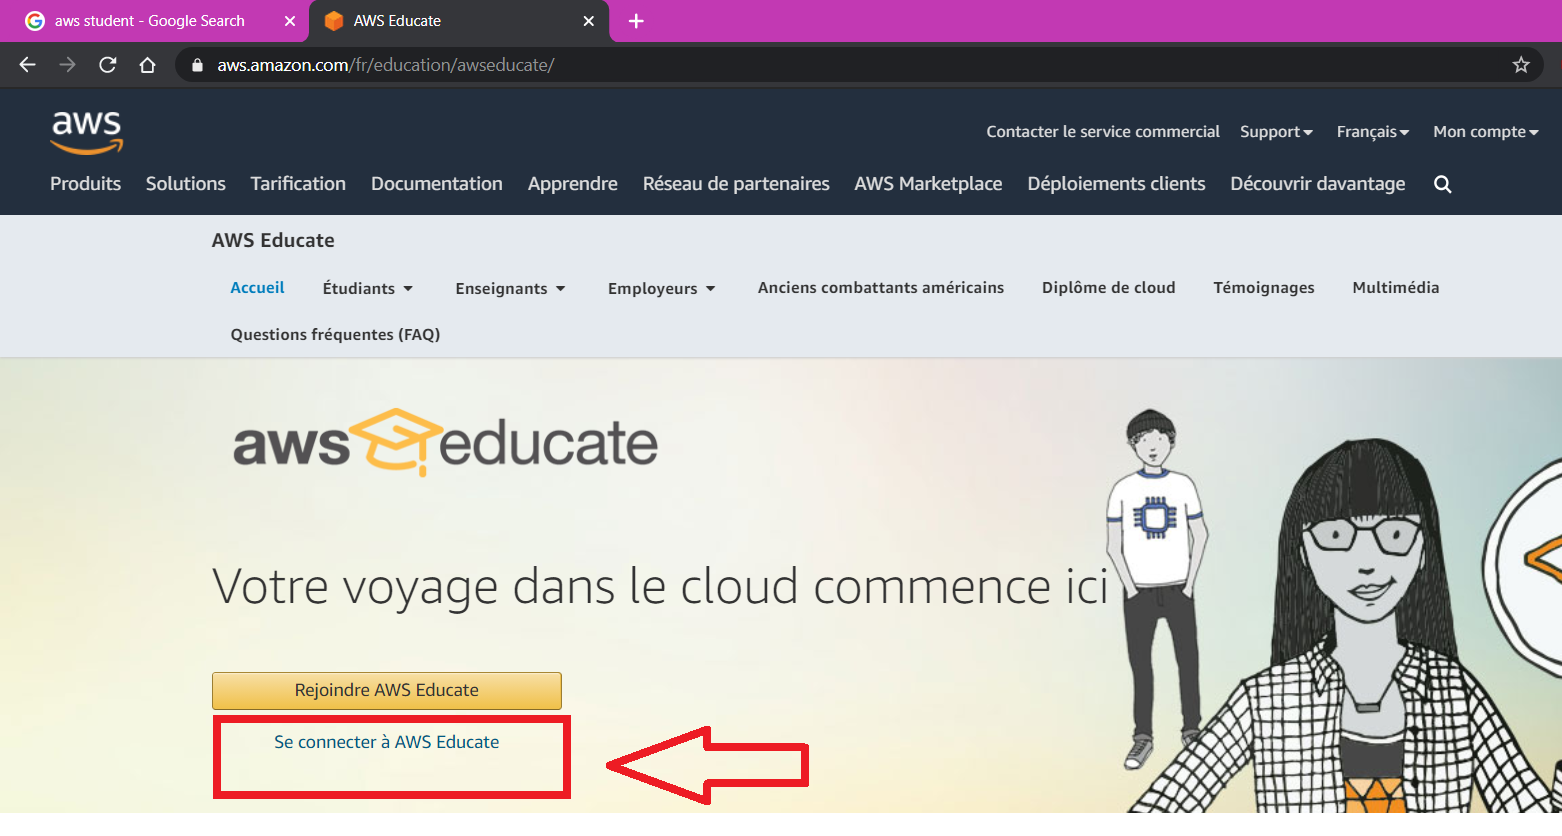 aws student - Google Search
AWS Educate
aws.amazon.com/fr/education/awseducate/
aws
Contacter le service commercial Support Français Mon compte
Produits Solutions Tarification Documentation Apprendre Réseau de partenaires AWS Marketplace Déploiements clients Découvrir davantage
AWS Educate
Accueil Étudiants Enseignants Employeurs Anciens combattants américains Diplôme de cloud Témoignages Multimédia
Questions fréquentes (FAQ)
aws educate
Votre voyage dans le cloud commence ici
Rejoindre AWS Educate
Se connecter à AWS Educate